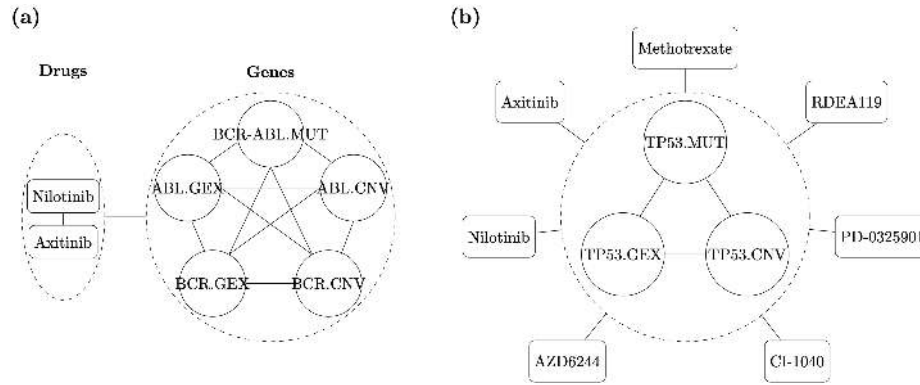 (a)
Drugs
Genes
BCR-ABL.MUT
ABL.GEX
ABL.CNV
Nilotinib
Axitinib
BCR.GEX
BCR.CNV
(b)
Methotrexate
Axitinib
RDEA119
TP53.MUT
Nilotinib
PD-0325901
TP53.GEX
TP53.CNV
AZD6244
CI-1040